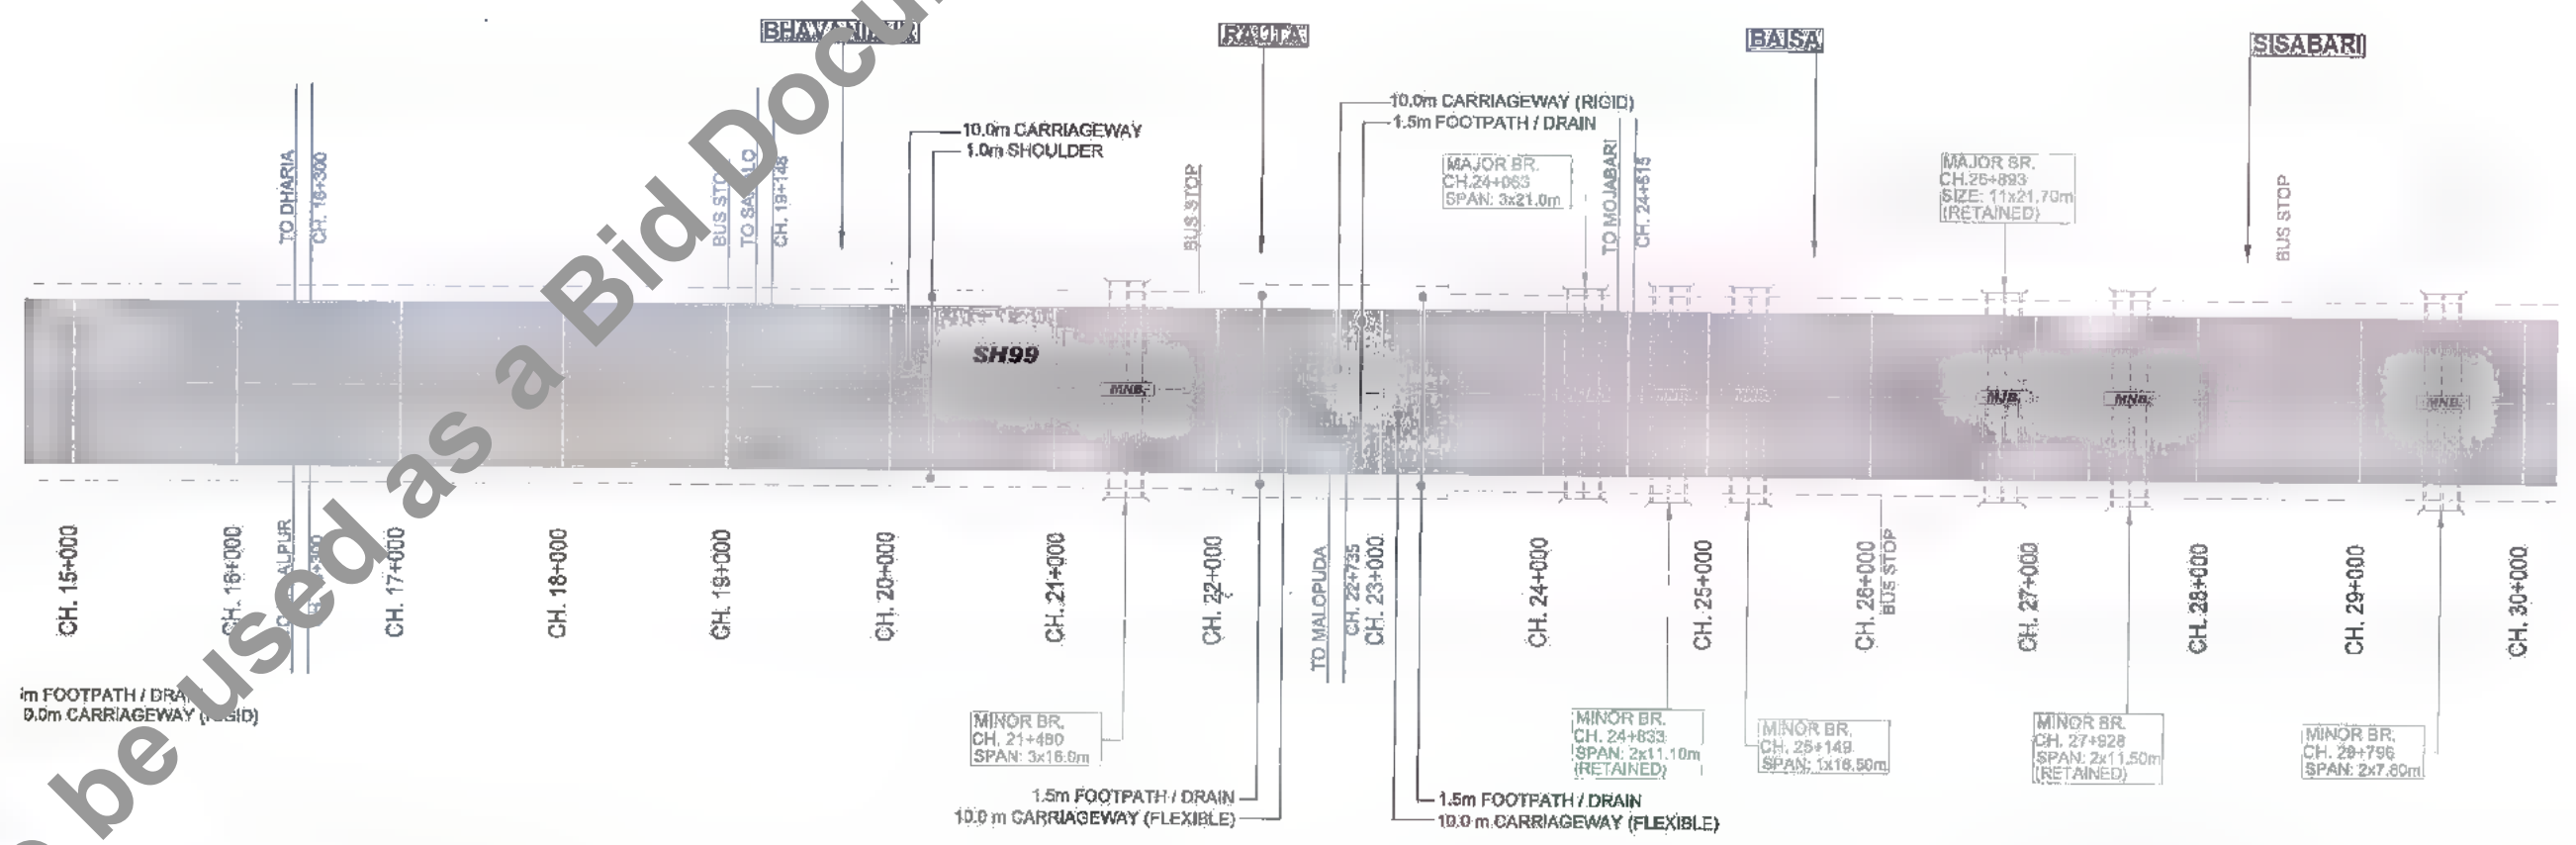 RAUTA
BAISA
SISABARI
10.0m CARRIAGEWAY
1.0m SHOULDER
10.0m CARRIAGEWAY (RIGID)
1.5m FOOTPATH / DRAIN
TO DHARIA
CH. 16+300
BUS STOP
CH. 19+148
BUS STOP
MAJOR BR.
CH.24+063
SPAN: 3x21.0m
TO MOJABARI
CH. 24+615
MAJOR BR.
CH.26+893
SIZE: 11x21.70m
(RETAINED)
BUS STOP
SH99
MNB.
MJB.
MNB.
MNB.
CH. 15+000
CH. 16+000
CH. 17+000
CH. 18+000
CH. 19+000
CH. 20+000
CH. 21+000
CH. 22+000
TO MALOPUDA
CH. 22+735
CH. 23+000
CH. 24+000
CH. 25+000
CH. 26+000
BUS STOP
CH. 27+000
CH. 28+000
CH. 29+000
CH. 30+000
m FOOTPATH / DRAIN
0.0m CARRIAGEWAY (RIGID)
MINOR BR.
CH. 21+480
SPAN: 3x16.0m
MINOR BR.
CH. 24+833
SPAN: 2x11.10m
(RETAINED)
MINOR BR.
CH. 25+149
SPAN: 1x16.50m
MINOR BR.
CH. 27+928
SPAN: 2x11.50m
(RETAINED)
MINOR BR.
CH. 29+796
SPAN: 2x7.60m
1.5m FOOTPATH / DRAIN
10.0 m CARRIAGEWAY (FLEXIBLE)
1.5m FOOTPATH / DRAIN
10.0 m CARRIAGEWAY (FLEXIBLE)
be used as a Bid Docu